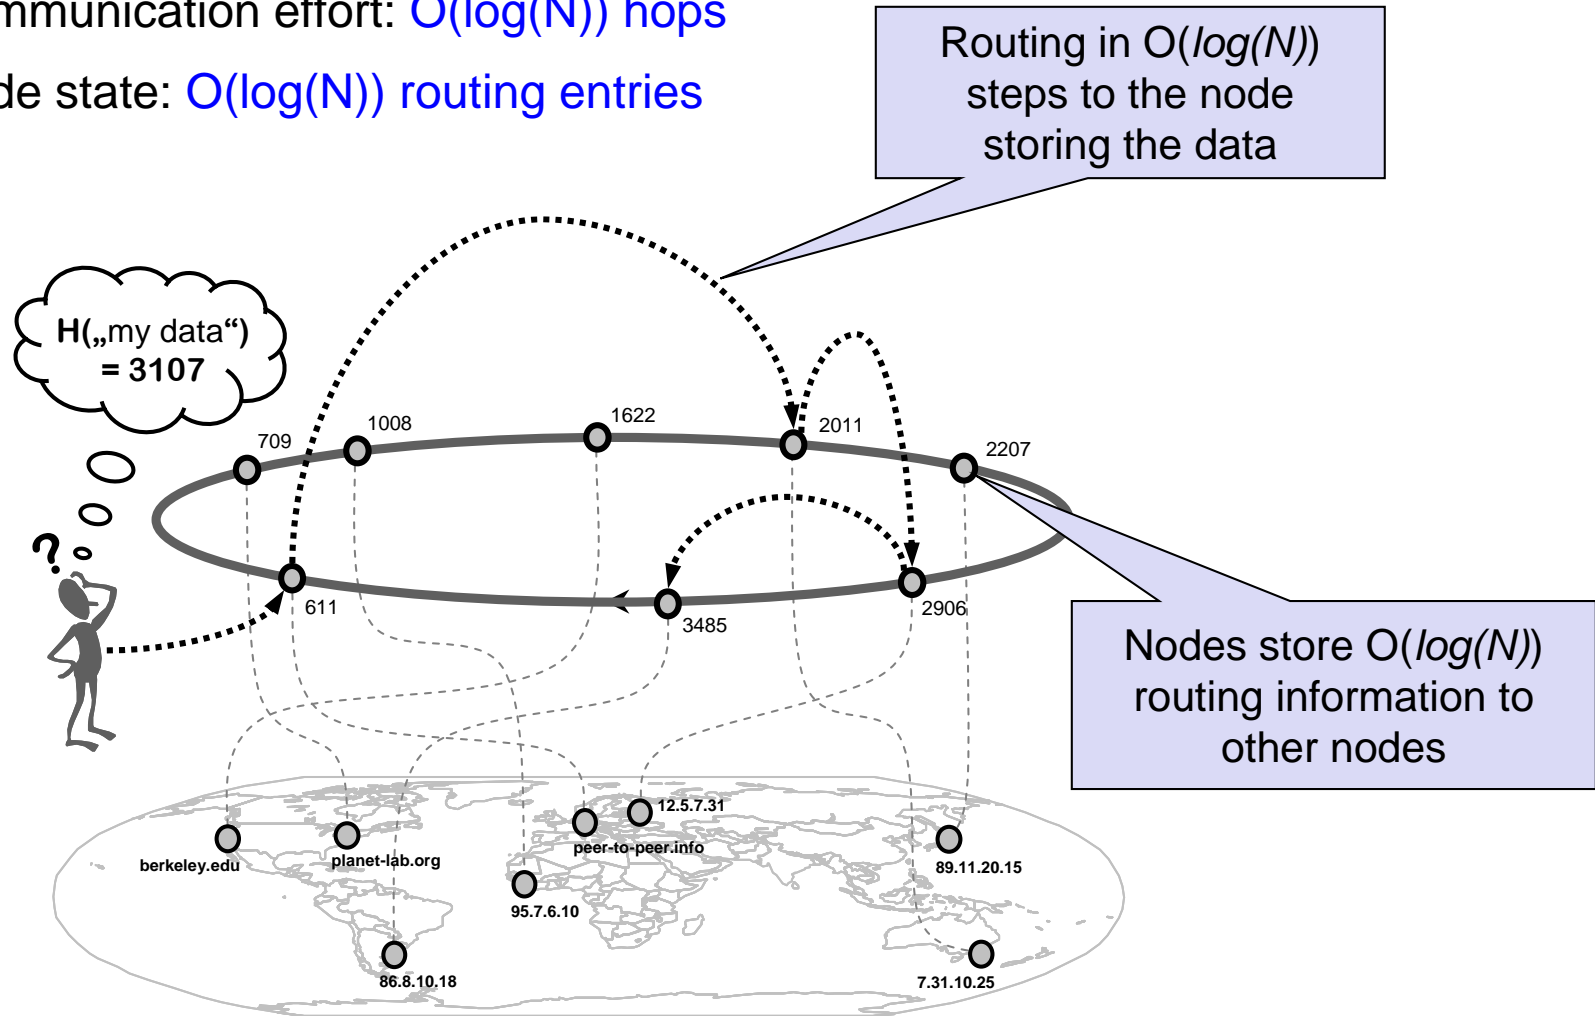 mmunication effort: O(log(N)) hops
de state: O(log(N)) routing entries
Routing in O(log(N))
steps to the node
storing the data
H(„my data“)
= 3107
709
1008
1622
2011
2207
?
611
3485
2906
Nodes store O(log(N))
routing information to
other nodes
12.5.7.31
berkeley.edu
planet-lab.org
peer-to-peer.info
89.11.20.15
95.7.6.10
86.8.10.18
7.31.10.25